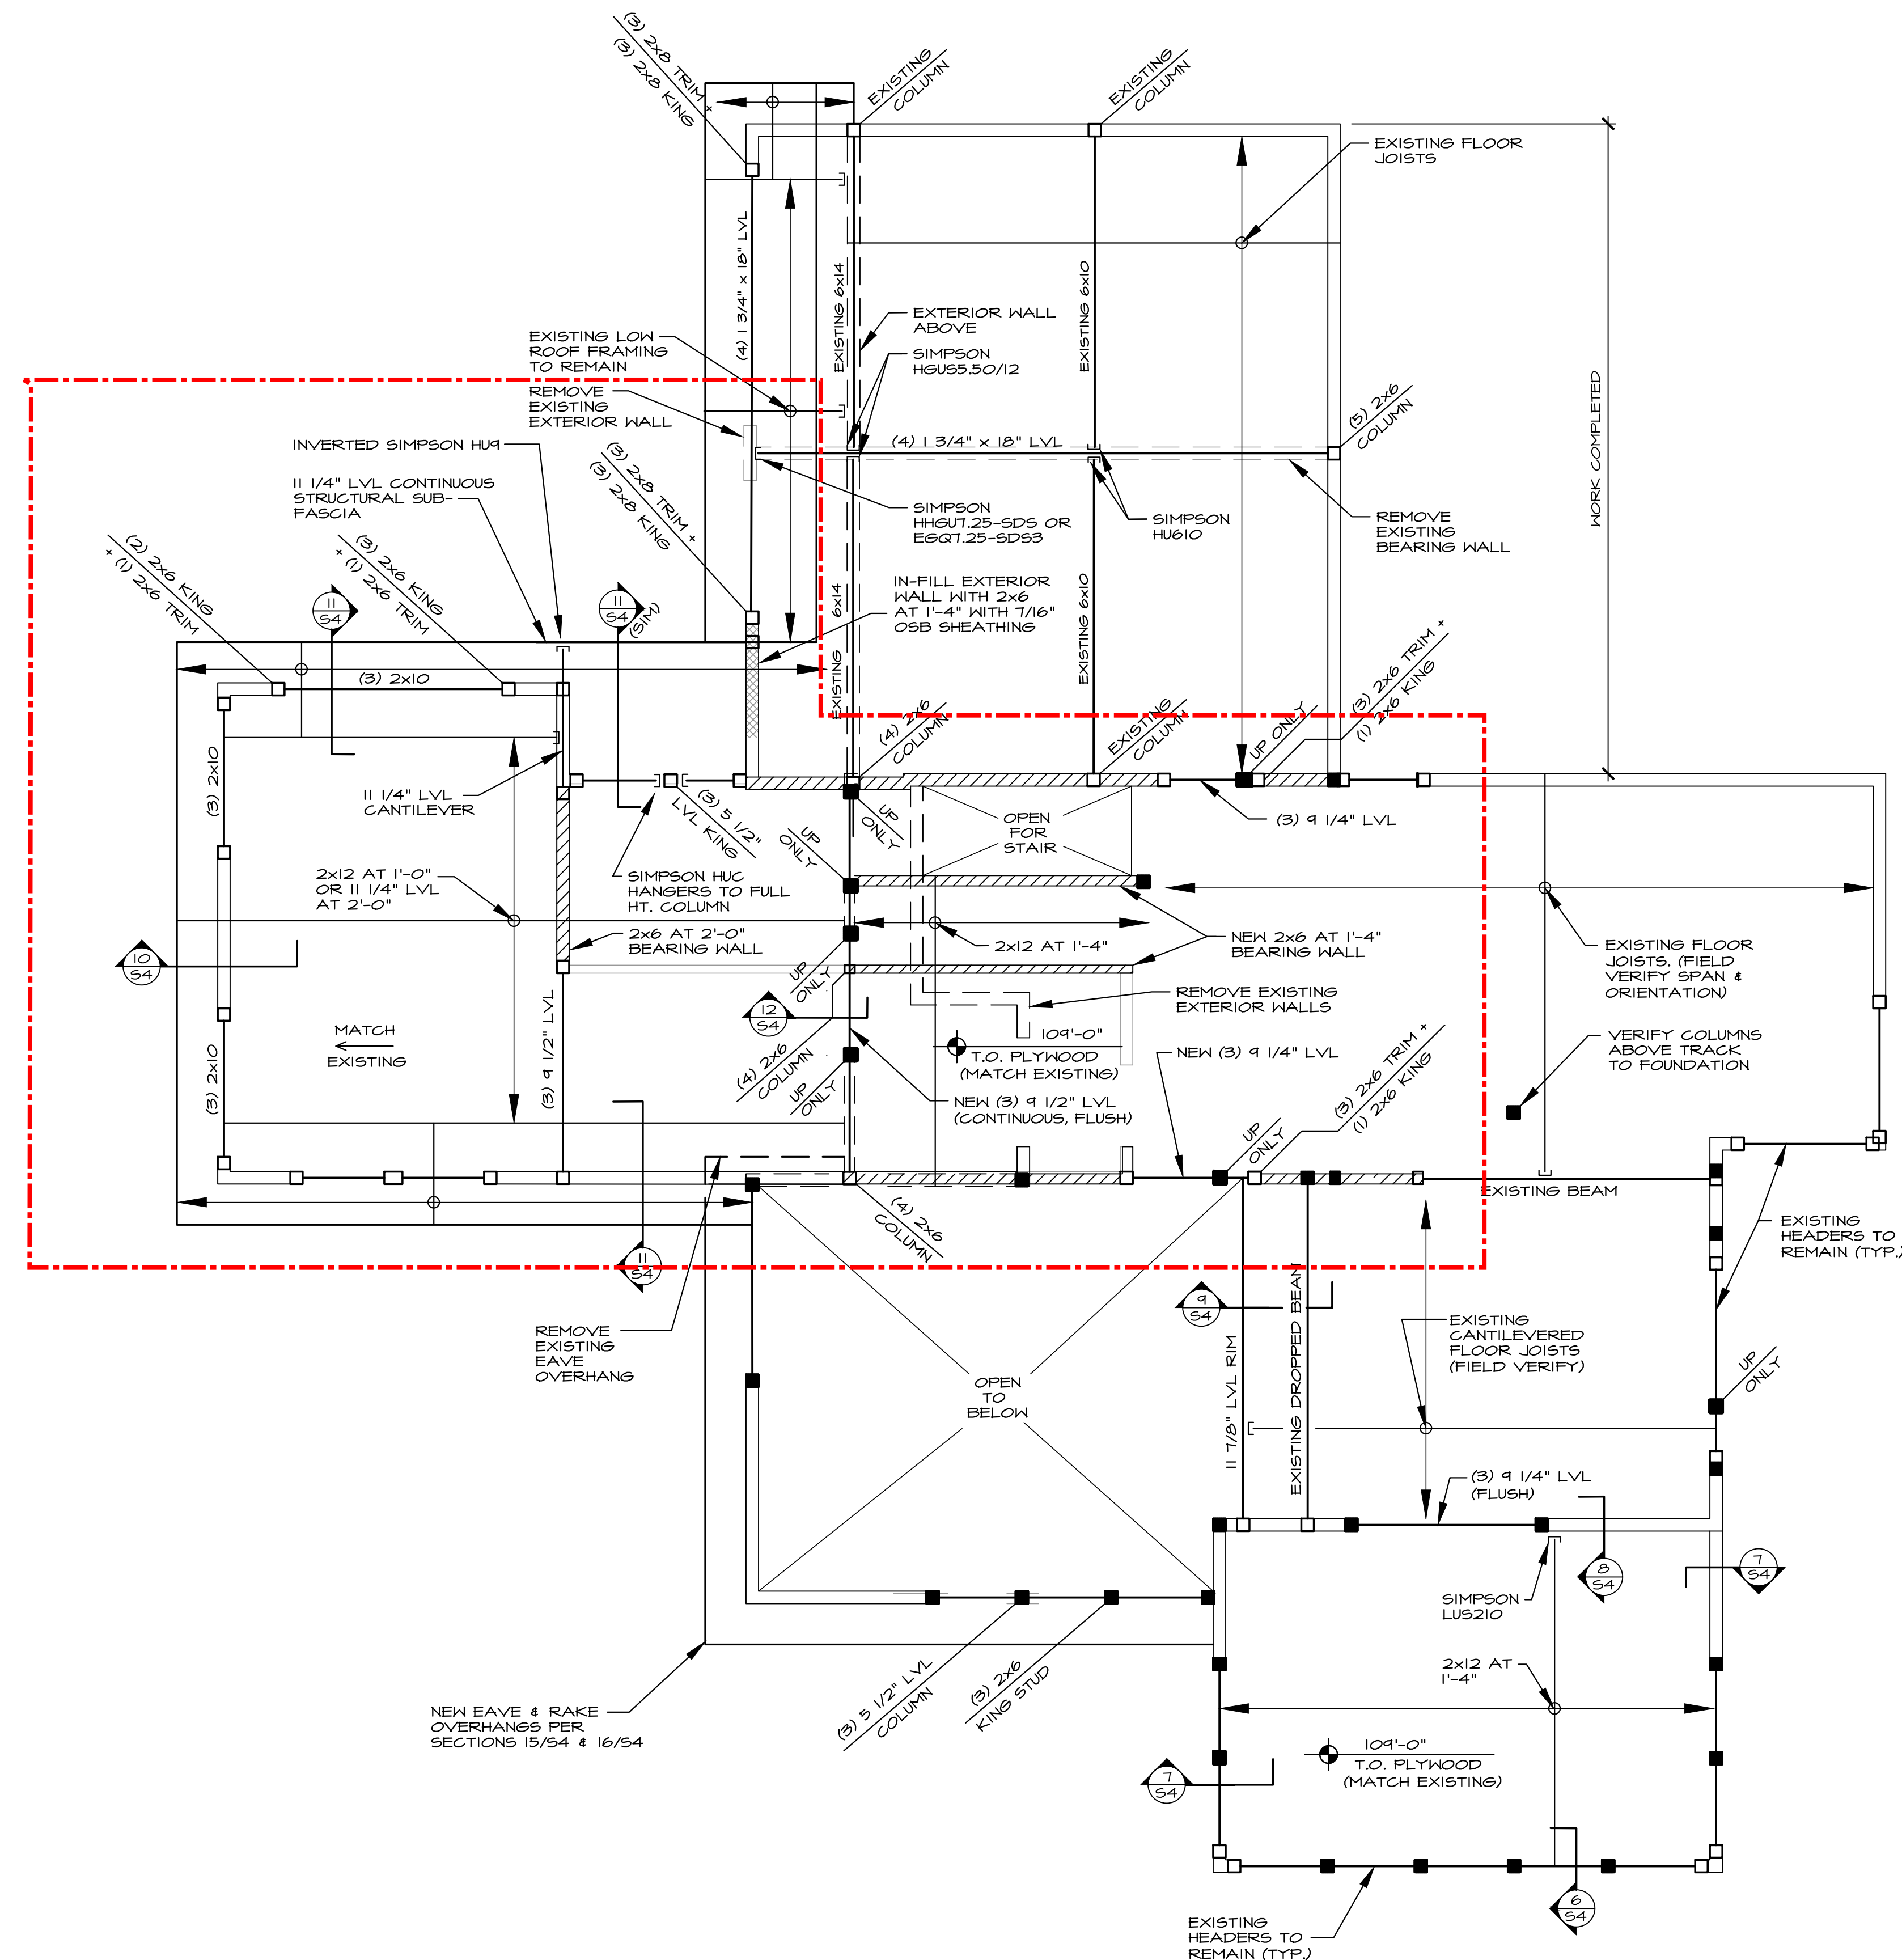 (3) 2x8 TRIM +
(3) 2x8 KING
EXISTING
COLUMN
EXISTING
COLUMN
EXISTING FLOOR
JOISTS
(4) 1 3/4" x 18" LVL
EXISTING 6x14
EXISTING 6x10
EXTERIOR WALL
ABOVE
SIMPSON
HGUS5.50/12
EXISTING LOW
ROOF FRAMING
TO REMAIN
REMOVE
EXISTING
EXTERIOR WALL
(5) 2x6
COLUMN
WORK COMPLETED
(4) 1 3/4" x 18" LVL
INVERTED SIMPSON HU9
11 1/4" LVL CONTINUOUS
STRUCTURAL SUB-
FASCIA
(3) 2x8 TRIM +
(3) 2x8 KING
SIMPSON
HHGU7.25-SDS OR
EGQ7.25-SDS3
SIMPSON
HU610
REMOVE
EXISTING
BEARING WALL
(2) 2x6 KING
+ (1) 2x6 TRIM
(3) 2x6 KING
+ (1) 2x6 TRIM
11
S4
11
S4
(SIM)
IN-FILL EXTERIOR
WALL WITH 2x6
AT 1'-4" WITH 7/16"
OSB SHEATHING
EXISTING 6x14
EXISTING 6x10
(3) 2x10
(4) 2x6
COLUMN
EXISTING
COLUMN
UP ONLY
(3) 2x6 TRIM +
(1) 2x6 KING
(3) 2x10
11 1/4" LVL
CANTILEVER
(3) 5 1/2"
LVL KING
UP
ONLY
UP
ONLY
OPEN
FOR
STAIR
(3) 9 1/4" LVL
2x12 AT 1'-0"
OR 11 1/4" LVL
AT 2'-0"
SIMPSON HUC
HANGERS TO FULL
HT. COLUMN
2x6 AT 2'-0"
BEARING WALL
2x12 AT 1'-4"
NEW 2x6 AT 1'-4"
BEARING WALL
EXISTING FLOOR
JOISTS. (FIELD
VERIFY SPAN &
ORIENTATION)
10
S4
UP
ONLY
12
S4
REMOVE EXISTING
EXTERIOR WALLS
MATCH
EXISTING
(3) 2x10
(3) 9 1/2" LVL
109'-0"
T.O. PLYWOOD
(MATCH EXISTING)
NEW (3) 9 1/4" LVL
VERIFY COLUMNS
ABOVE TRACK
TO FOUNDATION
(4) 2x6
COLUMN
UP
ONLY
NEW (3) 9 1/2" LVL
(CONTINUOUS, FLUSH)
UP
ONLY
(3) 2x6 TRIM +
(1) 2x6 KING
EXISTING BEAM
(4) 2x6
COLUMN
11
S4
EXISTING
HEADERS TO
REMAIN (TYP.)
9
S4
REMOVE
EXISTING
EAVE
OVERHANG
OPEN
TO
BELOW
11 7/8" LVL RIM
EXISTING DROPPED BEAM
EXISTING
CANTILEVERED
FLOOR JOISTS
(FIELD VERIFY)
UP
ONLY
(3) 9 1/4" LVL
(FLUSH)
8
S4
7
S4
SIMPSON
LUS210
2x12 AT
1'-4"
(3) 5 1/2" LVL
COLUMN
(3) 2x6
KING STUD
NEW EAVE & RAKE
OVERHANGS PER
SECTIONS 15/S4 & 16/S4
109'-0"
T.O. PLYWOOD
(MATCH EXISTING)
7
S4
6
S4
EXISTING
HEADERS TO
REMAIN (TYP.)